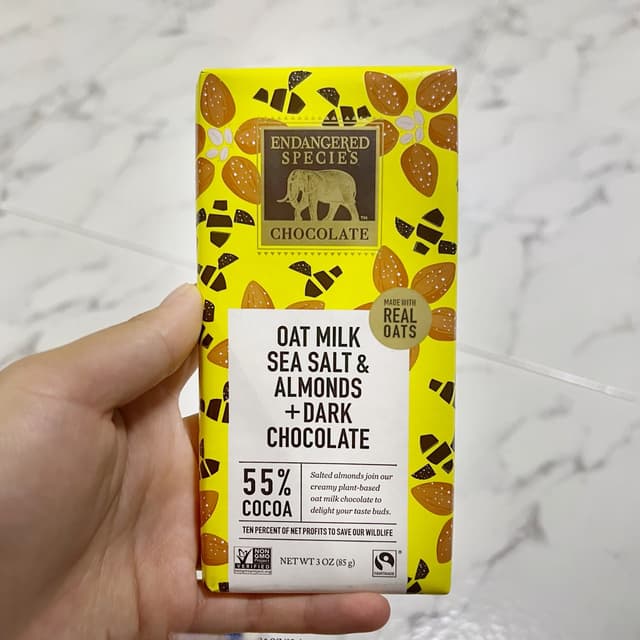 ENDANGERED
SPECIES
™
CHOCOLATE
MADE WITH
REAL
OATS
OAT MILK
SEA SALT &
ALMONDS
+DARK
CHOCOLATE
55%
COCOA
Salted almonds join our
creamy plant-based
oat milk chocolate to
delight your taste buds.
TEN PERCENT OF NET PROFITS TO SAVE OUR WILDLIFE
NON
GMO
Project
VERIFIED
NET WT 3 OZ (85 g)
FAIRTRADE
®